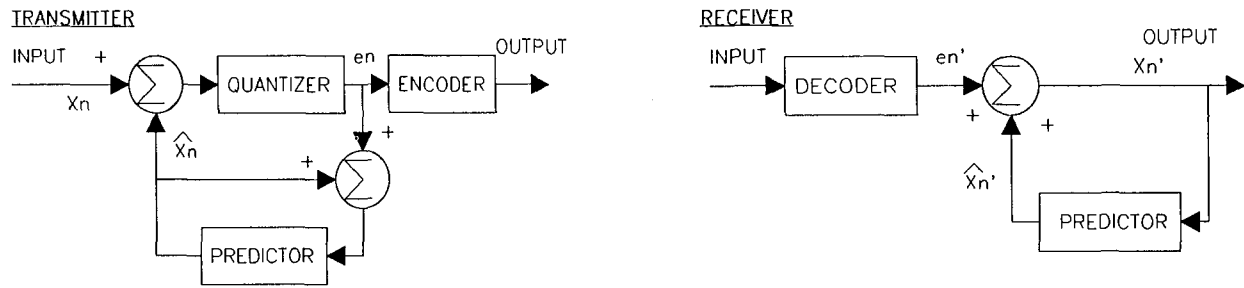 TRANSMITTER
INPUT +
Xn
∑
QUANTIZER
en
ENCODER
OUTPUT
X̂n
+
+
∑
PREDICTOR
RECEIVER
INPUT
DECODER
en'
∑
+
+
OUTPUT
Xn'
X̂n'
PREDICTOR